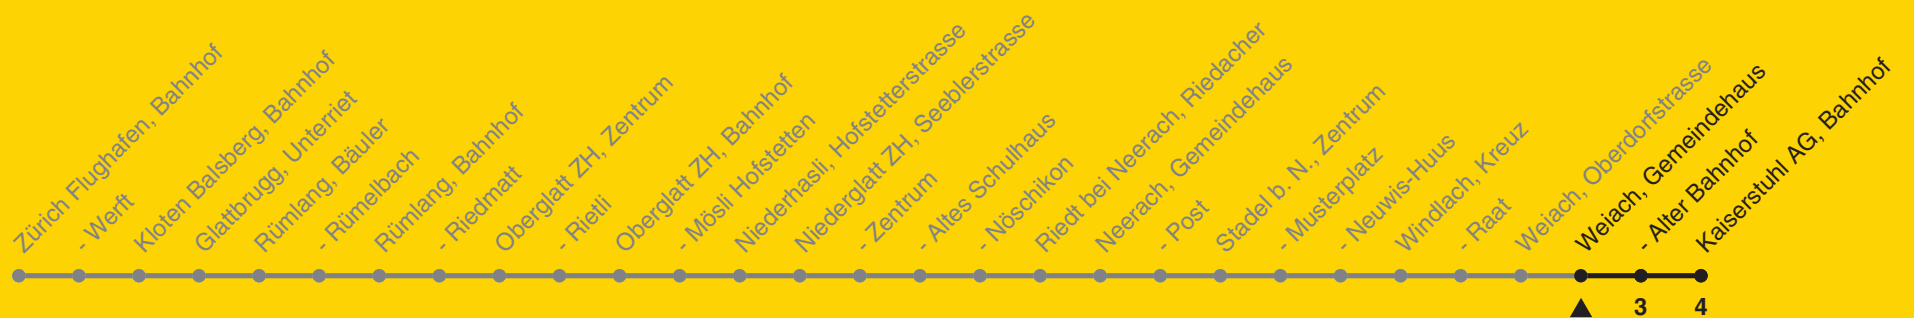 Zürich Flughafen, Bahnhof
- Werft
Kloten Balsberg, Bahnhof
Glattbrugg, Unterriet
Rümlang, Bäuler
- Rümelbach
Rümlang, Bahnhof
- Riedmatt
Oberglatt ZH, Zentrum
- Rietli
Oberglatt ZH, Bahnhof
- Mösli Hofstetten
Niederhasli, Hofstetterstrasse
Niederglatt ZH, Seeblerstrasse
- Zentrum
- Altes Schulhaus
- Nöschikon
Riedt bei Neerach, Riedacher
Neerach, Gemeindehaus
- Post
Stadel b. N., Zentrum
- Musterplatz
- Neuwis-Huus
Windlach, Kreuz
- Raat
Weiach, Oberdorfstrasse
Weiach, Gemeindehaus
- Alter Bahnhof
Kaiserstuhl AG, Bahnhof
3 4